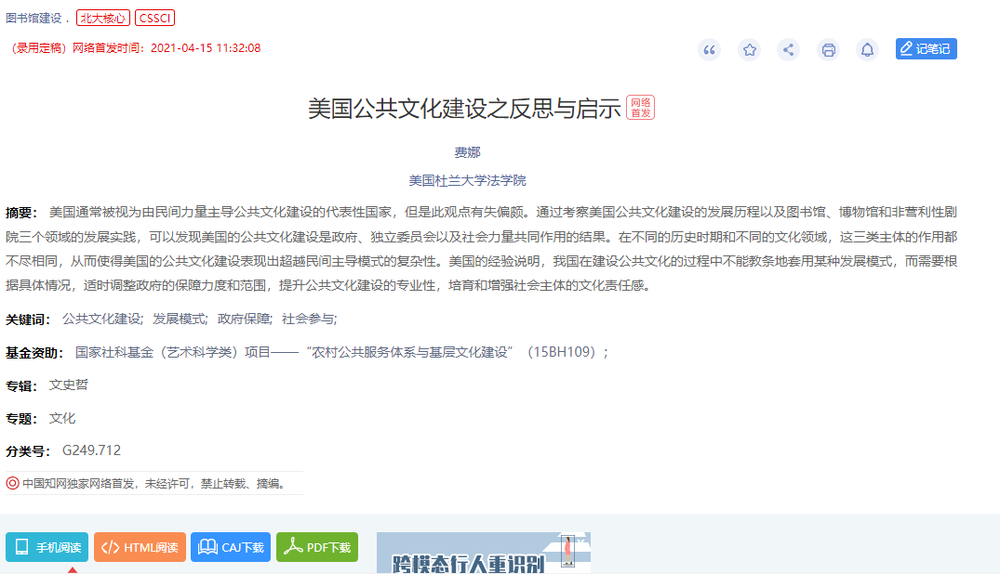 图书馆建设 . 北大核心 CSSCI
（录用定稿）网络首发时间：2021-04-15 11:32:08
记笔记
美国公共文化建设之反思与启示 网络首发
费娜
美国杜兰大学法学院
摘要： 美国通常被视为由民间力量主导公共文化建设的代表性国家，但是此观点有失偏颇。通过考察美国公共文化建设的发展历程以及图书馆、博物馆和非营利性剧
院三个领域的发展实践，可以发现美国的公共文化建设是政府、独立委员会以及社会力量共同作用的结果。在不同的历史时期和不同的文化领域，这三类主体的作用都
不尽相同，从而使得美国的公共文化建设表现出超越民间主导模式的复杂性。美国的经验说明，我国在建设公共文化的过程中不能教条地套用某种发展模式，而需要根
据具体情况，适时调整政府的保障力度和范围，提升公共文化建设的专业性，培育和增强社会主体的文化责任感。
关键词： 公共文化建设; 发展模式; 政府保障; 社会参与;
基金资助： 国家社科基金（艺术科学类）项目——“农村公共服务体系与基层文化建设”（15BH109）;
专辑： 文史哲
专题： 文化
分类号： G249.712
中国知网独家网络首发，未经许可，禁止转载、摘编。
手机阅读 HTML阅读 CAJ下载 PDF下载
跨模态行人重识别